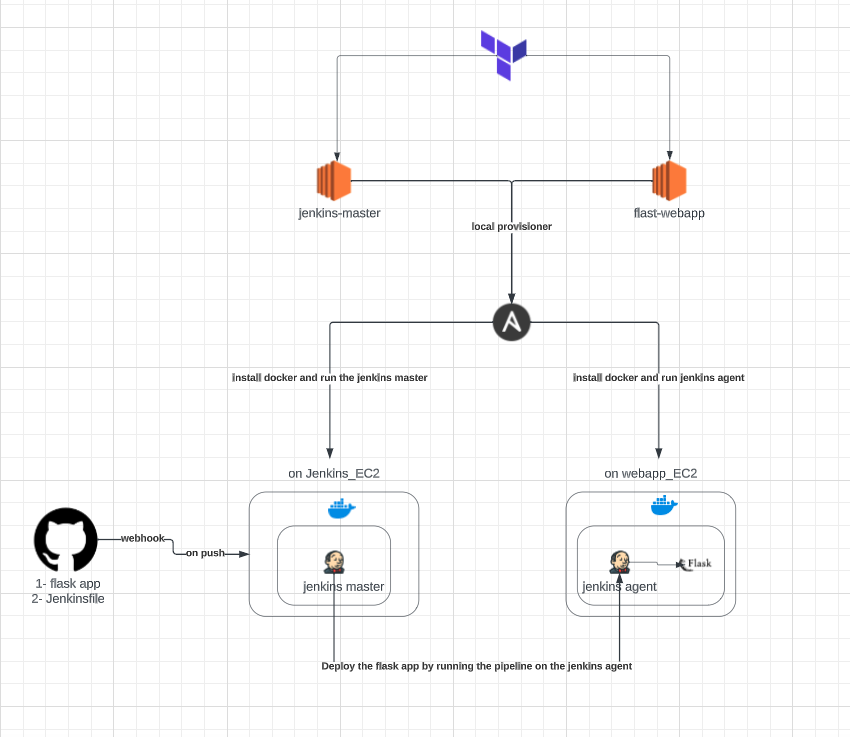 jenkins-master
flast-webapp
local provisioner
install docker and run the jenkins master
install docker and run jenkins agent
on Jenkins_EC2
on webapp_EC2
webhook
on push
1- flask app
2- Jenkinsfile
jenkins master
Flask
jenkins agent
Deploy the flask app by running the pipeline on the jenkins agent